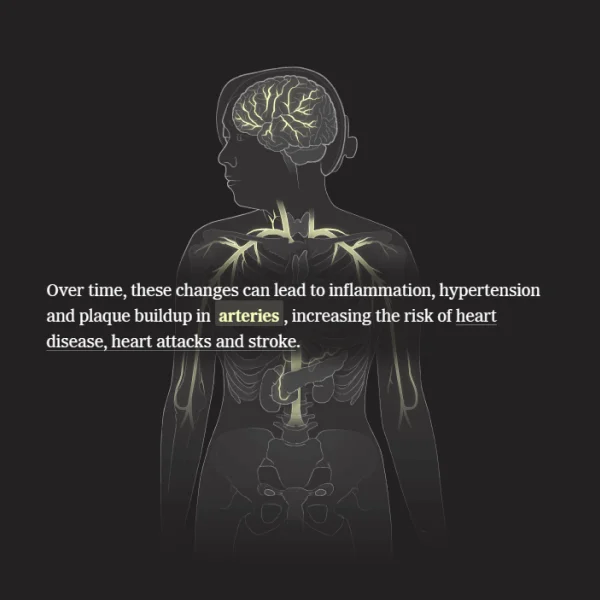 Over time, these changes can lead to inflammation, hypertension
and plaque buildup in arteries, increasing the risk of heart
disease, heart attacks and stroke.